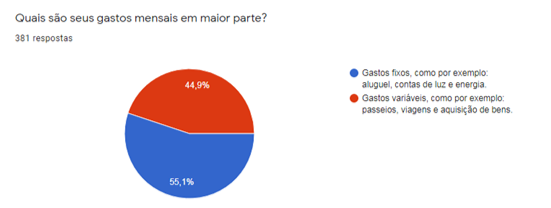 Quais são seus gastos mensais em maior parte?
381 respostas
44,9%
55,1%
Gastos fixos, como por exemplo:
aluguel, contas de luz e energia.
Gastos variáveis, como por exemplo:
passeios, viagens e aquisição de bens.